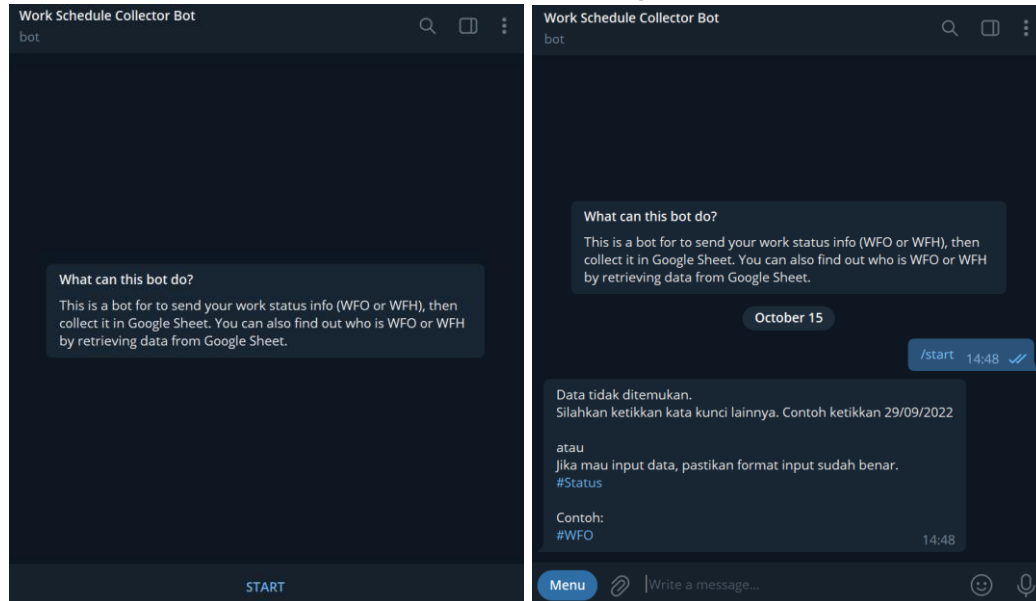 Work Schedule Collector Bot
bot
What can this bot do?
This is a bot for to send your work status info (WFO or WFH), then
collect it in Google Sheet. You can also find out who is WFO or WFH
by retrieving data from Google Sheet.
START
Work Schedule Collector Bot
bot
What can this bot do?
This is a bot for to send your work status info (WFO or WFH), then
collect it in Google Sheet. You can also find out who is WFO or WFH
by retrieving data from Google Sheet.
October 15
/start 14:48
Data tidak ditemukan.
Silahkan ketikkan kata kunci lainnya. Contoh ketikkan 29/09/2022
atau
Jika mau input data, pastikan format input sudah benar.
#Status
Contoh:
#WFO
14:48
Menu
Write a message...